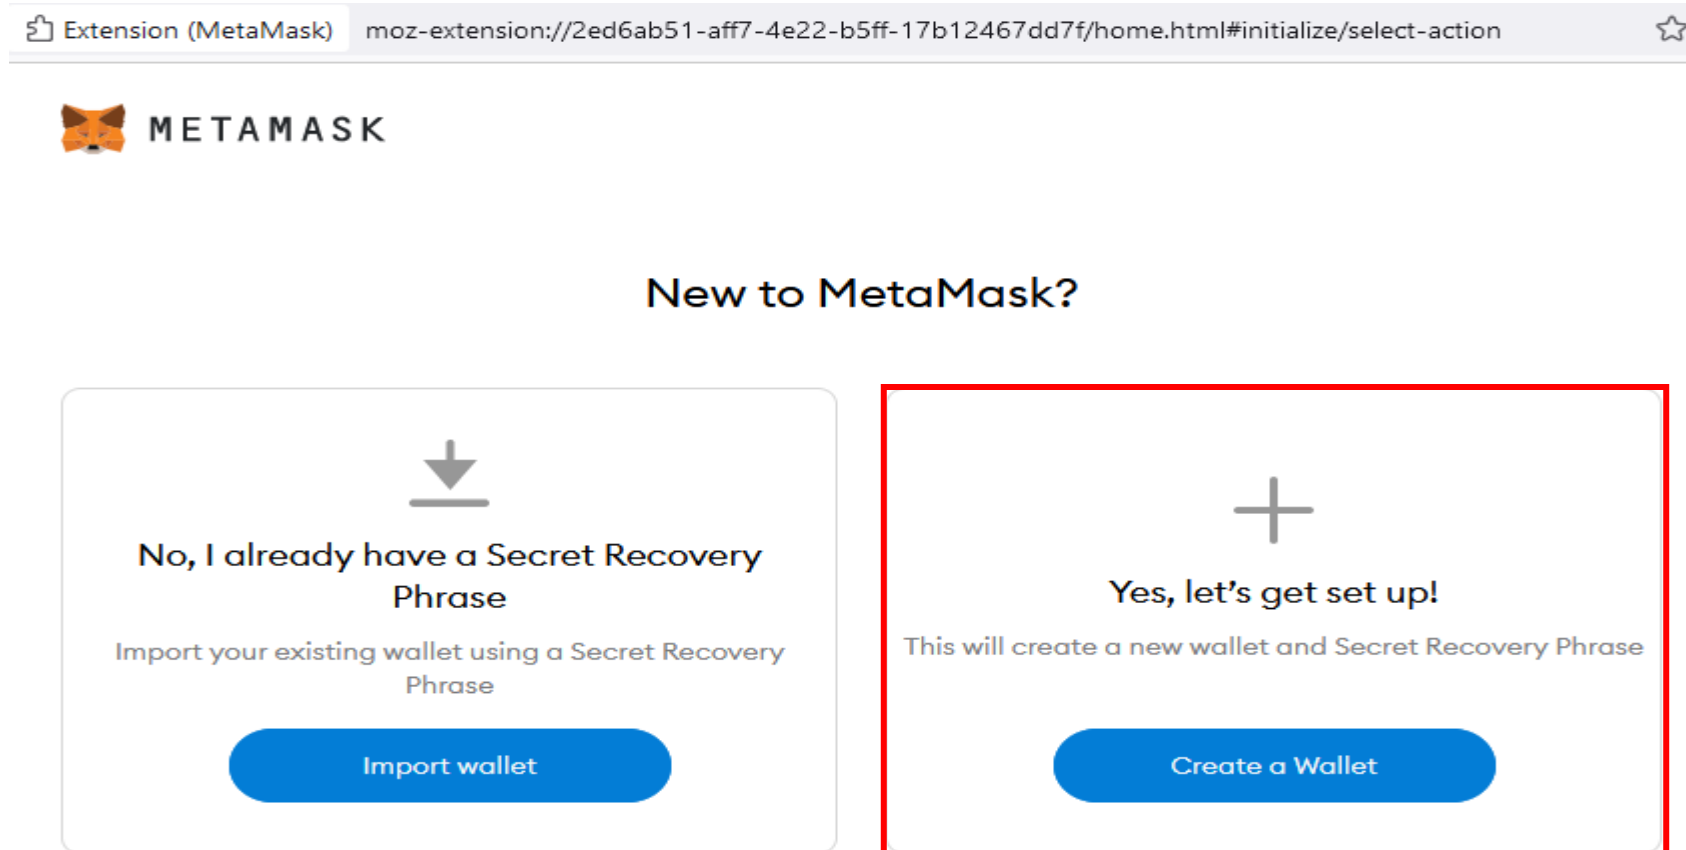 Extension (MetaMask) moz-extension://2ed6ab51-aff7-4e22-b5ff-17b12467dd7f/home.html#initialize/select-action
METAMASK
New to MetaMask?
No, I already have a Secret Recovery
Phrase
Import your existing wallet using a Secret Recovery
Phrase
Import wallet
Yes, let's get set up!
This will create a new wallet and Secret Recovery Phrase
Create a Wallet